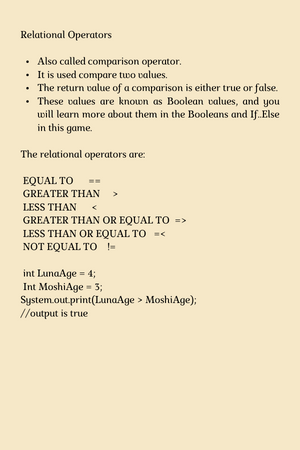 Relational Operators
• Also called comparison operator.
• It is used compare two values.
• The return value of a comparison is either true or false.
• These values are known as Boolean values, and you
will learn more about them in the Booleans and If..Else
in this game.
The relational operators are:
EQUAL TO ==
GREATER THAN >
LESS THAN <
GREATER THAN OR EQUAL TO =>
LESS THAN OR EQUAL TO =<
NOT EQUAL TO !=
int LunaAge = 4;
Int MoshiAge = 3;
System.out.print(LunaAge > MoshiAge);
//output is true